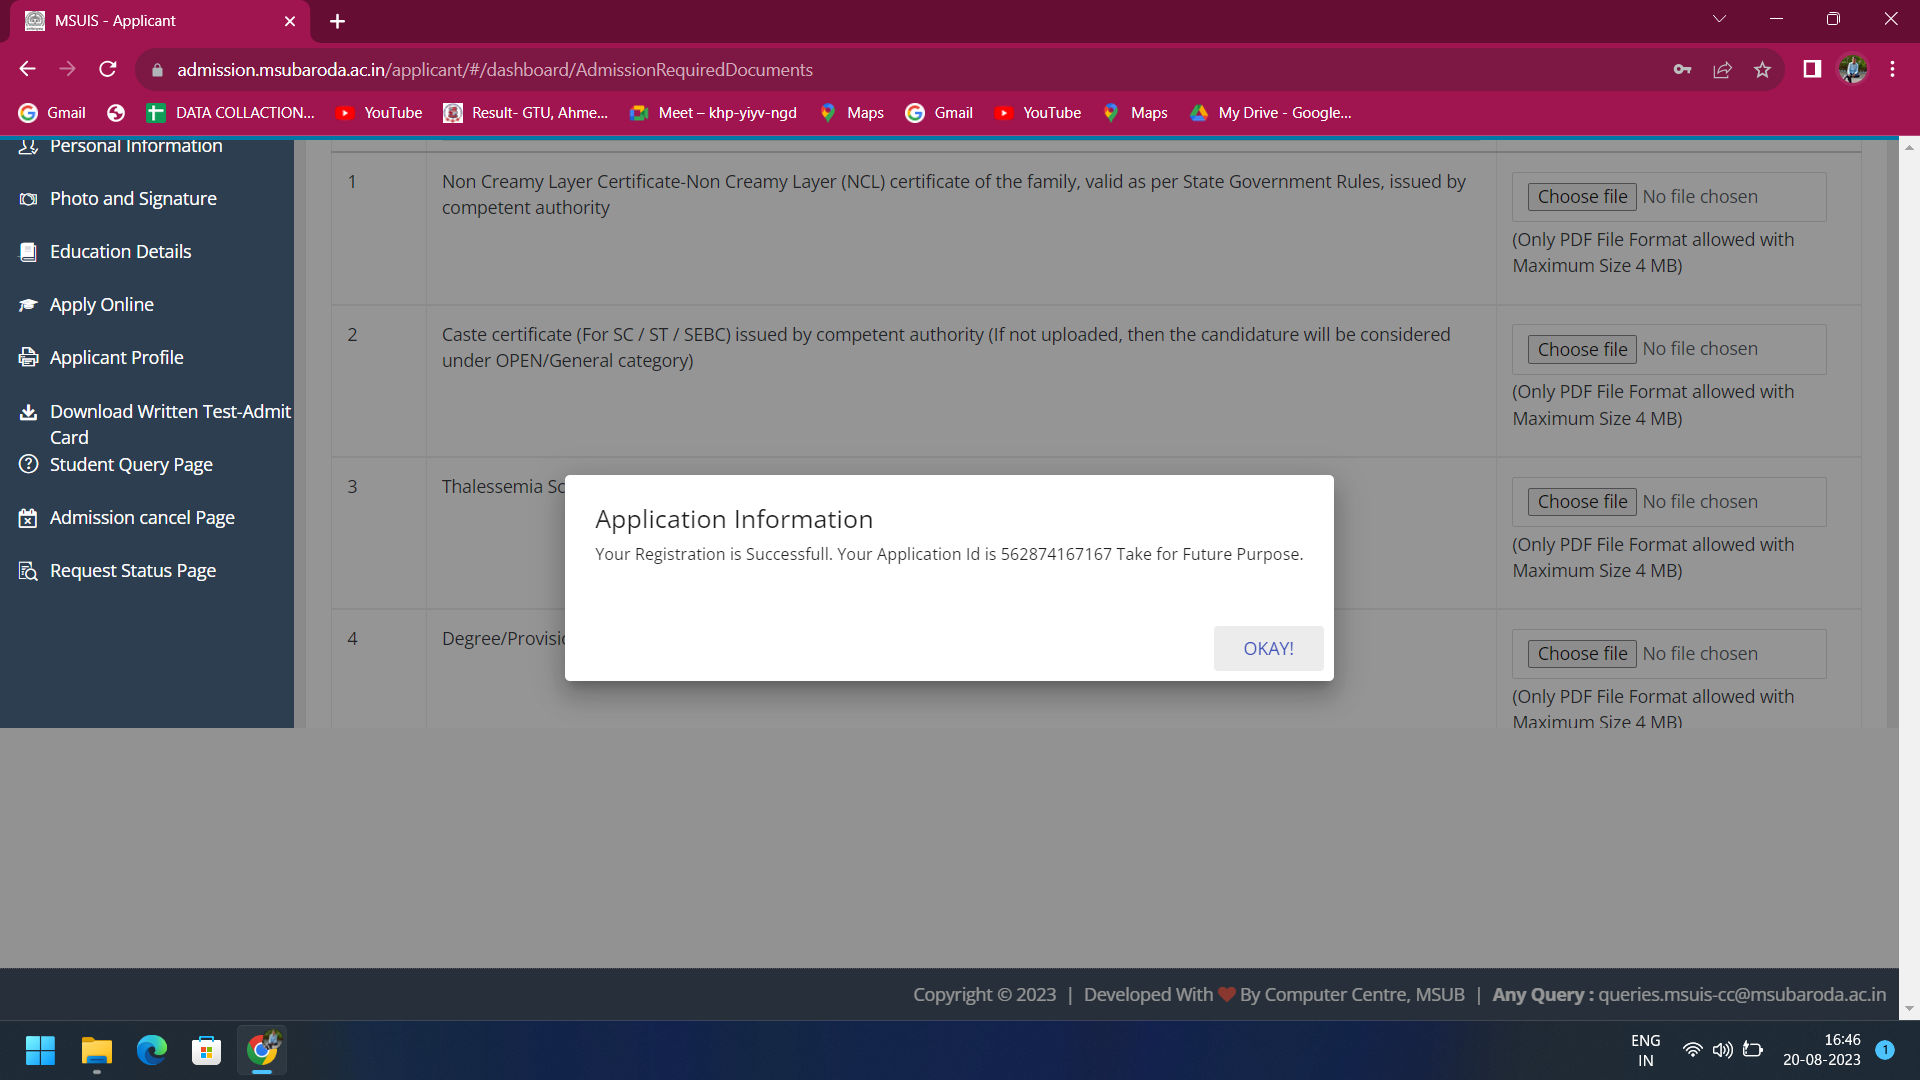 MSUIS - Applicant
admission.msubaroda.ac.in/applicant/#/dashboard/AdmissionRequiredDocuments
Gmail
DATA COLLACTION...
YouTube
Result- GTU, Ahme...
Meet – khp-yiyv-ngd
Maps
Gmail
YouTube
Maps
My Drive - Google...
Personal Information
Photo and Signature
Education Details
Apply Online
Applicant Profile
Download Written Test-Admit
Card
Student Query Page
Admission cancel Page
Request Status Page
1
Non Creamy Layer Certificate-Non Creamy Layer (NCL) certificate of the family, valid as per State Government Rules, issued by
competent authority
Choose file No file chosen
(Only PDF File Format allowed with
Maximum Size 4 MB)
2
Caste certificate (For SC / ST / SEBC) issued by competent authority (If not uploaded, then the candidature will be considered
under OPEN/General category)
Choose file No file chosen
(Only PDF File Format allowed with
Maximum Size 4 MB)
3
Thalessemia Sc
Choose file No file chosen
(Only PDF File Format allowed with
Maximum Size 4 MB)
4
Degree/Provisi
Choose file No file chosen
(Only PDF File Format allowed with
Maximum Size 4 MB)
Application Information
Your Registration is Successfull. Your Application Id is 562874167167 Take for Future Purpose.
OKAY!
Copyright © 2023 | Developed With ❤ By Computer Centre, MSUB | Any Query : queries.msuis-cc@msubaroda.ac.in
ENG
IN
16:46
20-08-2023
1